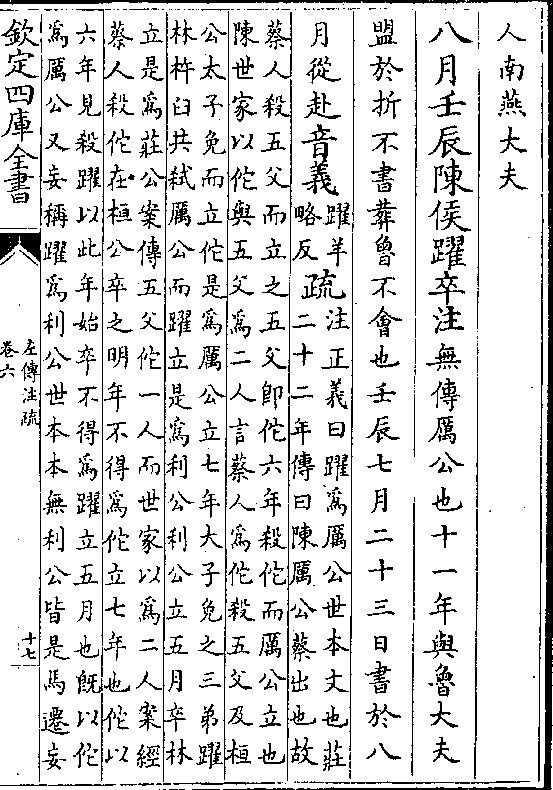 人南燕大夫
八月壬辰陳侯躍卒注無傳厲公也十一年與魯大夫
盟於折不書葬魯不會也壬辰七月二十三日書於八
月從赴音義
躍羊
略反
疏
注正義曰躍爲厲公世本文也莊
二十二年傳曰陳厲公蔡出也故
蔡人殺五父而立之五父即佗六年殺佗而厲公立也
陳世家以佗與五父爲二人言蔡人爲佗殺五父及桓
公太子免而立佗是爲厲公立七年大子免之三弟躍
林杵臼共弒厲公而躍立是爲利公利公立五月卒林
立是爲莊公案傳五父佗一人而世家以爲二人案經
蔡人殺佗在桓公卒之明年不得爲佗立七年也佗以
六年見殺躍以此年始卒不得爲躍立五月也旣以佗
爲厲公又妄稱躍爲利公世本本無利公皆是馬遷妄
欽定四庫全書
左傳注疏
卷六
十七